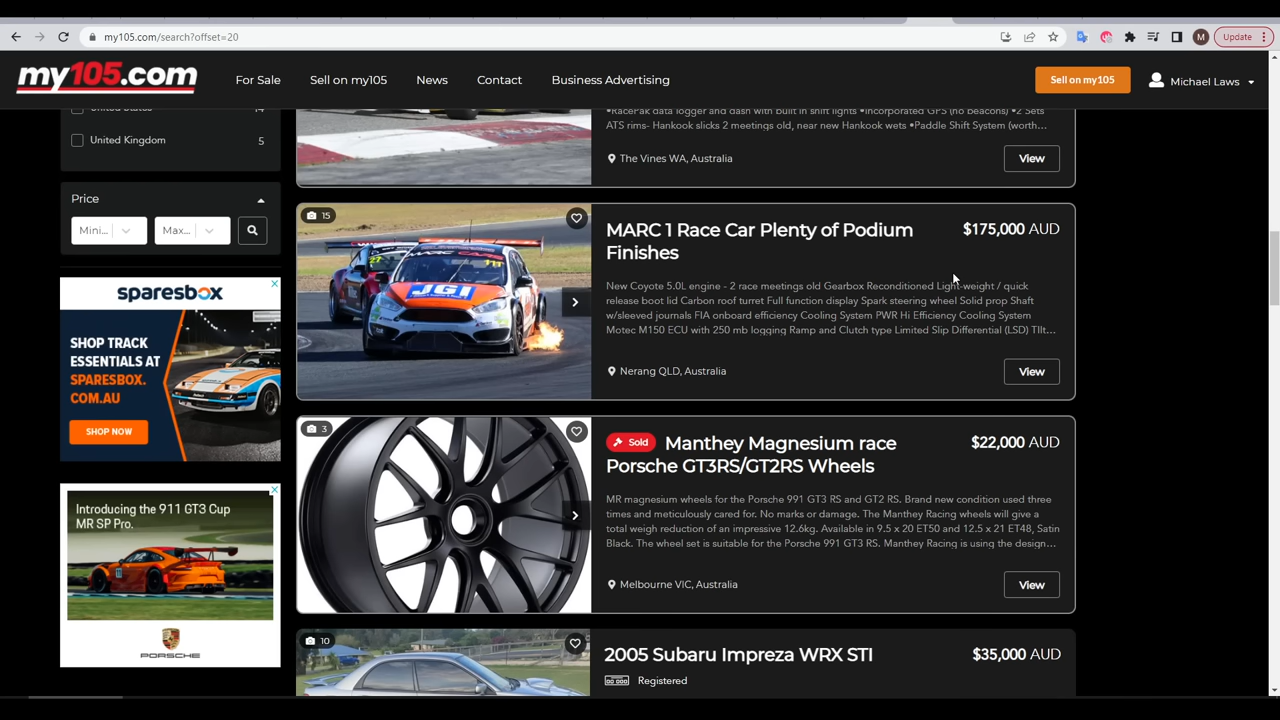 my105.com/search?offset=20
M
Update
my105.com
For Sale
Sell on my105
News
Contact
Business Advertising
Sell on my105
Michael Laws
United States
14
United Kingdom
5
Price
Mini...
Max...
sparesbox
SHOP TRACK
ESSENTIALS AT
SPARESBOX.
COM.AU
SHOP NOW
Introducing the 911 GT3 Cup
MR SP Pro.
PORSCHE
•RacePak data logger and dash with built in shift lights •Incorporated GPS (no beacons) •2 Sets
ATS rims- Hankook slicks 2 meetings old, near new Hankook wets •Paddle Shift System (worth...
The Vines WA, Australia
View
15
27
MARC CARS
111
JGI
MARC 1 Race Car Plenty of Podium
Finishes
$175,000 AUD
New Coyote 5.0L engine - 2 race meetings old Gearbox Reconditioned Light-weight / quick
release boot lid Carbon roof turret Full function display Spark steering wheel Solid prop Shaft
w/sleeved journals FIA onboard efficiency Cooling System PWR Hi Efficiency Cooling System
Motec M150 ECU with 250 mb logging Ramp and Clutch type Limited Slip Differential (LSD) TIlt...
Nerang QLD, Australia
View
3
Sold
Manthey Magnesium race
Porsche GT3RS/GT2RS Wheels
$22,000 AUD
MR magnesium wheels for the Porsche 991 GT3 RS and GT2 RS. Brand new condition used three
times and meticulously cared for. No marks or damage. The Manthey Racing wheels will give a
total weigh reduction of an impressive 12.6kg. Available in 9.5 x 20 ET50 and 12.5 x 21 ET48, Satin
Black. The wheel set is suitable for the Porsche 991 GT3 RS. Manthey Racing is using the design...
Melbourne VIC, Australia
View
10
2005 Subaru Impreza WRX STI
$35,000 AUD
Registered